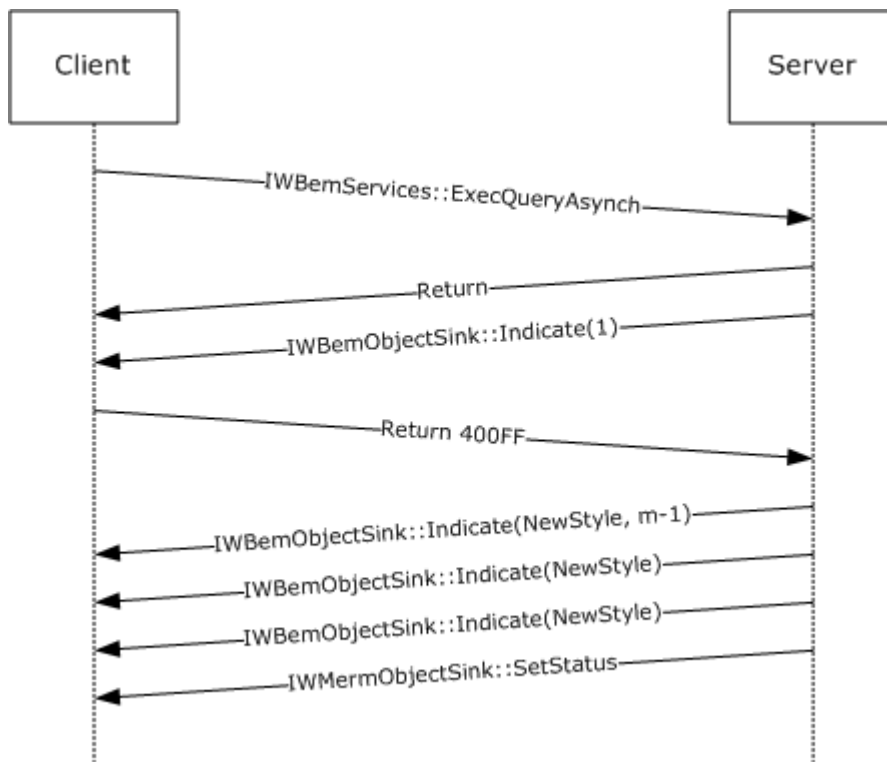 Client
Server
IWBemServices::ExecQueryAsynch
Return
IWBemObjectSink::Indicate(1)
Return 400FF
IWBemObjectSink::Indicate(NewStyle, m-1)
IWBemObjectSink::Indicate(NewStyle)
IWBemObjectSink::Indicate(NewStyle)
IWMermObjectSink::SetStatus